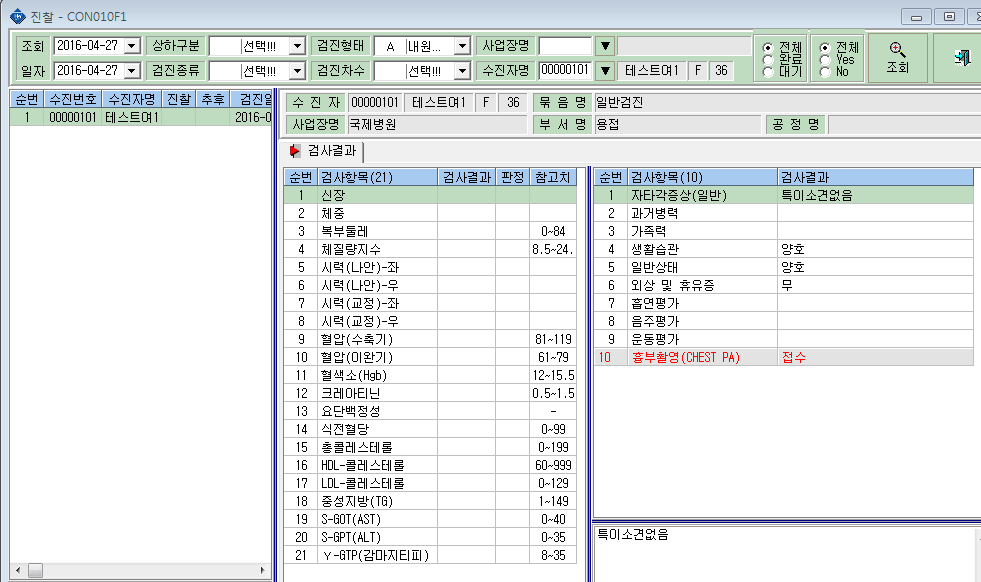 진찰 - CON010F1
조회 2016-04-27 상하구분 선택!!! 검진형태 A 내원... 사업장명 전체 완료 대기 전체 Yes No 조회
일자 2016-04-27 검진종류 선택!!! 검진차수 선택!!! 수진자명 00000101 테스트여1 F 36
순번 수진번호 수진자명 진찰 추후 검진일
1 00000101 테스트여1 2016-0
수 진 자 00000101 테스트여1 F 36 묶 음 명 일반검진
사업장명 국제병원 부 서 명 용접 공 정 명
검사결과
순번 검사항목(21) 검사결과 판정 참고치
1 신장
2 체중
3 복부둘레 0~84
4 체질량지수 8.5~24.
5 시력(나안)-좌
6 시력(나안)-우
7 시력(교정)-좌
8 시력(교정)-우
9 혈압(수축기) 81~119
10 혈압(이완기) 61~79
11 혈색소(Hgb) 12~15.5
12 크레아티닌 0.5~1.5
13 요단백정성 -
14 식전혈당 0~99
15 총콜레스테롤 0~199
16 HDL-콜레스테롤 60~999
17 LDL-콜레스테롤 0~129
18 중성지방(TG) 1~149
19 S-GOT(AST) 0~40
20 S-GPT(ALT) 0~35
21 Υ-GTP(감마지티피) 8~35
순번 검사항목(10) 검사결과
1 자타각증상(일반) 특이소견없음
2 과거병력
3 가족력
4 생활습관 양호
5 일반상태 양호
6 외상 및 휴유증 무
7 흡연평가
8 음주평가
9 운동평가
10 흉부촬영(CHEST PA) 접수
특이소견없음